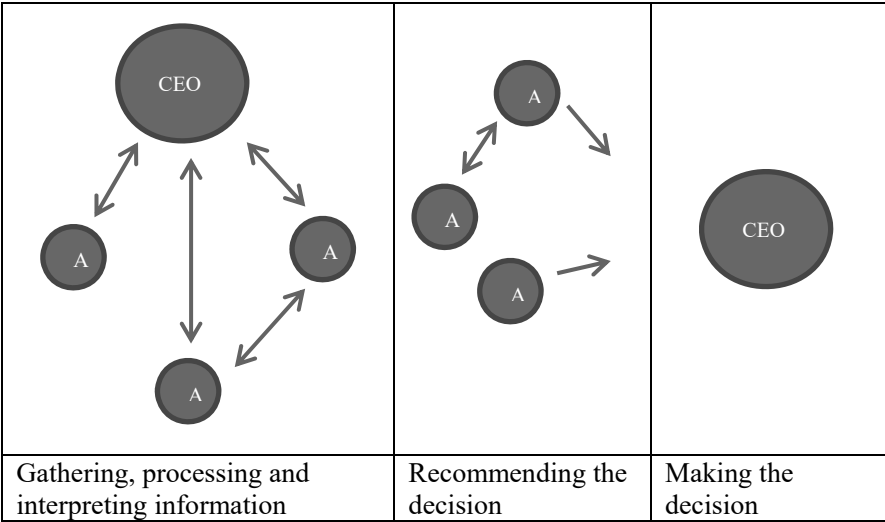 CEO
A
A
A
A
A
A
CEO
Gathering, processing and
interpreting information
Recommending the
decision
Making the
decision